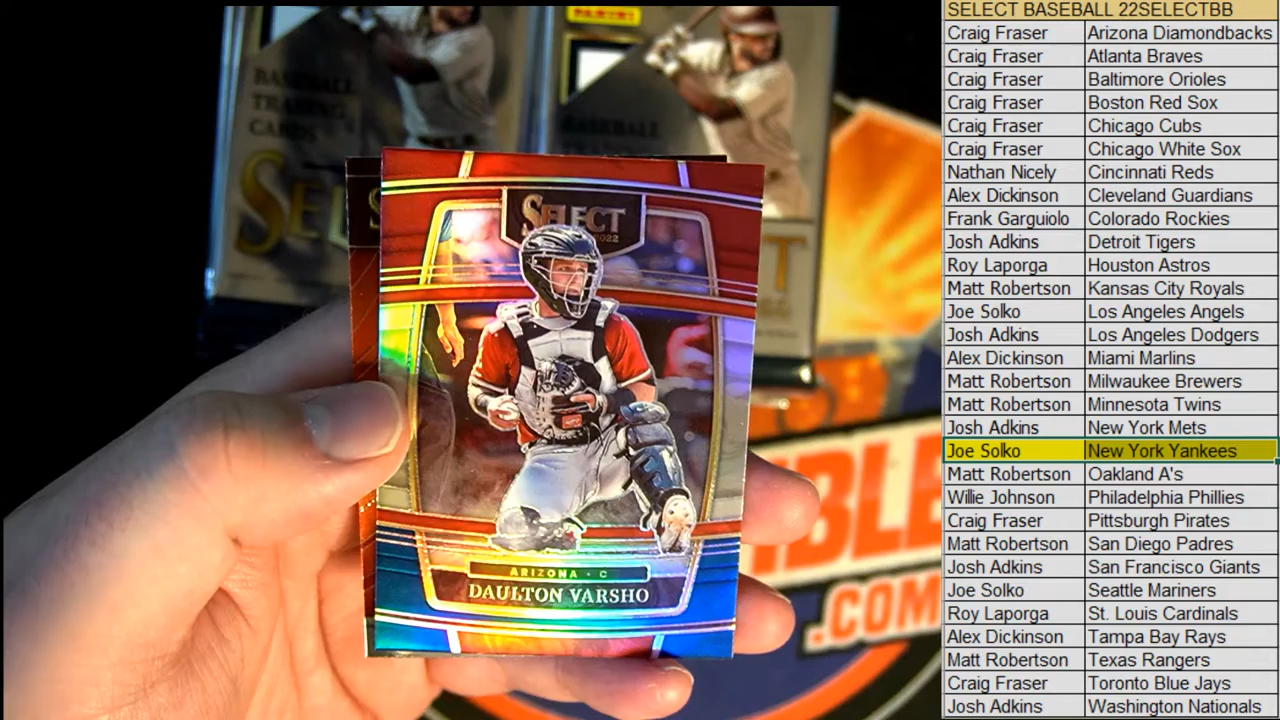 PANINI
BASEBALL
TRADING
CARDS
SELECT
BASEBALL
SELECT
2022
ARIZONA · C
DAULTON VARSHO
.COM
SELECT BASEBALL 22SELECTBB
Craig Fraser Arizona Diamondbacks
Craig Fraser Atlanta Braves
Craig Fraser Baltimore Orioles
Craig Fraser Boston Red Sox
Craig Fraser Chicago Cubs
Craig Fraser Chicago White Sox
Nathan Nicely Cincinnati Reds
Alex Dickinson Cleveland Guardians
Frank Garguiolo Colorado Rockies
Josh Adkins Detroit Tigers
Roy Laporga Houston Astros
Matt Robertson Kansas City Royals
Joe Solko Los Angeles Angels
Josh Adkins Los Angeles Dodgers
Alex Dickinson Miami Marlins
Matt Robertson Milwaukee Brewers
Matt Robertson Minnesota Twins
Josh Adkins New York Mets
Joe Solko New York Yankees
Matt Robertson Oakland A's
Willie Johnson Philadelphia Phillies
Craig Fraser Pittsburgh Pirates
Matt Robertson San Diego Padres
Josh Adkins San Francisco Giants
Joe Solko Seattle Mariners
Roy Laporga St. Louis Cardinals
Alex Dickinson Tampa Bay Rays
Matt Robertson Texas Rangers
Craig Fraser Toronto Blue Jays
Josh Adkins Washington Nationals